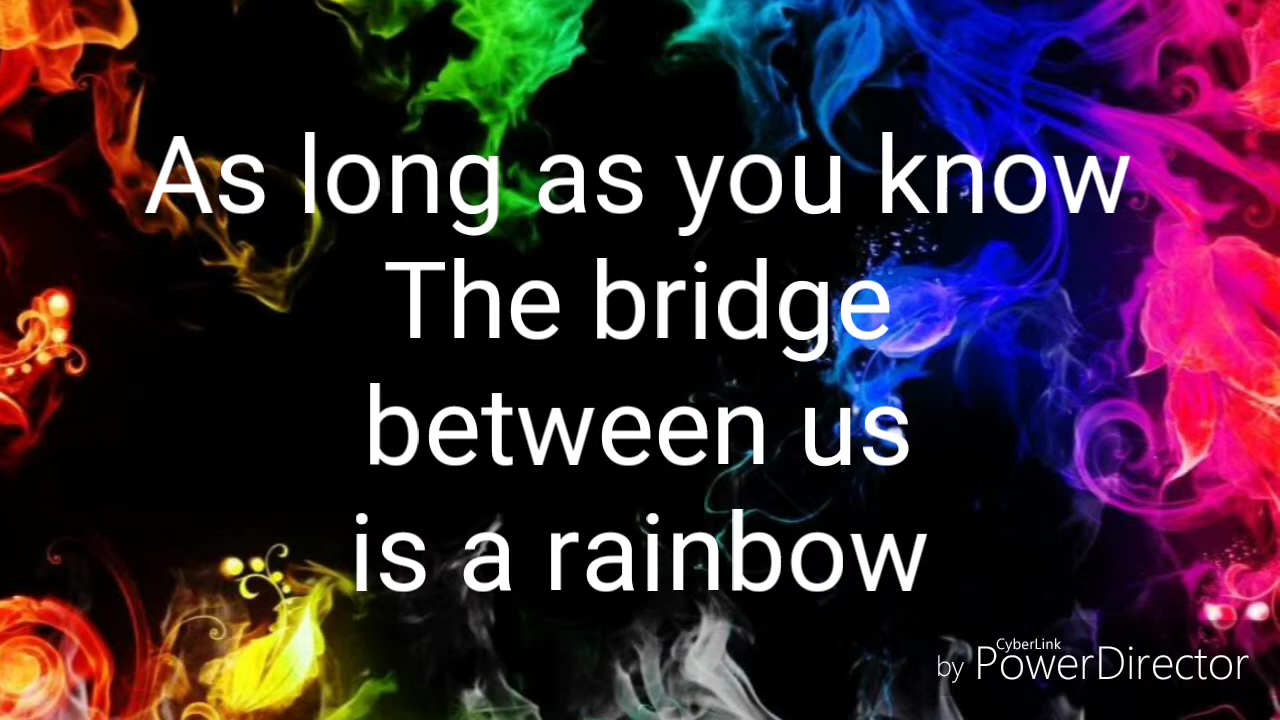 As long as you know
The bridge
between us
is a rainbow
CyberLink
by PowerDirector